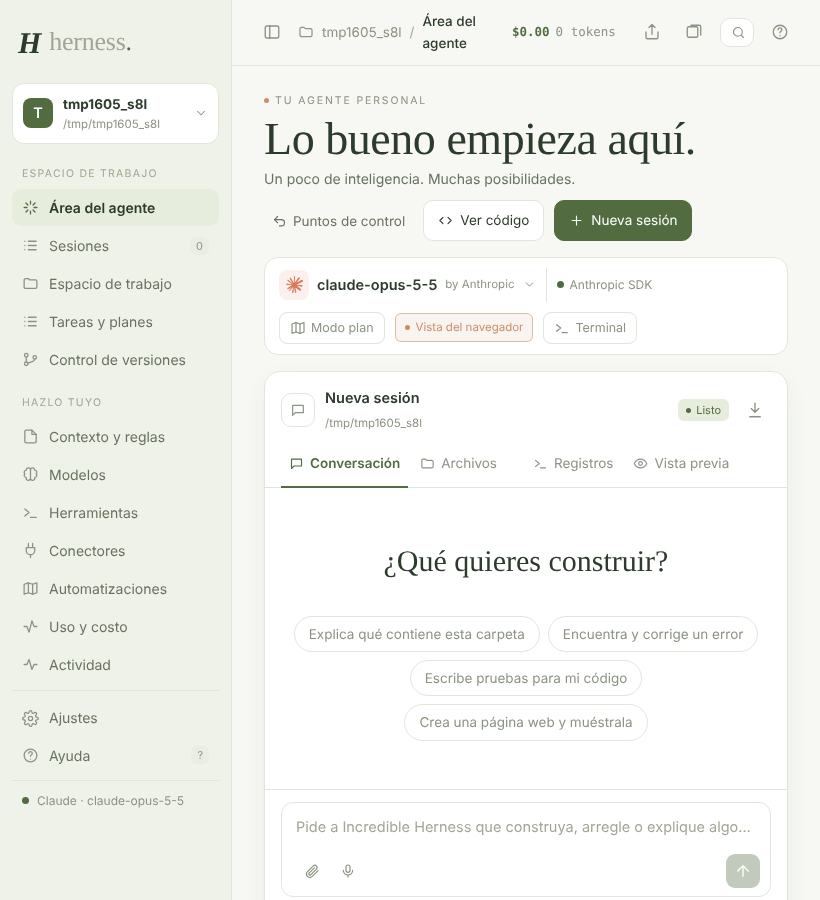 H herness.
tmp1605_s8l
/tmp/tmp1605_s8l
T
ESPACIO DE TRABAJO
Área del agente
Sesiones 0
Espacio de trabajo
Tareas y planes
Control de versiones
HAZLO TUYO
Contexto y reglas
Modelos
Herramientas
Conectores
Automatizaciones
Uso y costo
Actividad
Ajustes
Ayuda ?
Claude · claude-opus-5-5
tmp1605_s8l / Área del
agente
$0.00 0 tokens
TU AGENTE PERSONAL
Lo bueno empieza aquí.
Un poco de inteligencia. Muchas posibilidades.
Puntos de control Ver código Nueva sesión
claude-opus-5-5 by Anthropic Anthropic SDK
Modo plan Vista del navegador Terminal
Nueva sesión
/tmp/tmp1605_s8l
Listo
Conversación Archivos Registros Vista previa
¿Qué quieres construir?
Explica qué contiene esta carpeta Encuentra y corrige un error
Escribe pruebas para mi código
Crea una página web y muéstrala
Pide a Incredible Herness que construya, arregle o explique algo...